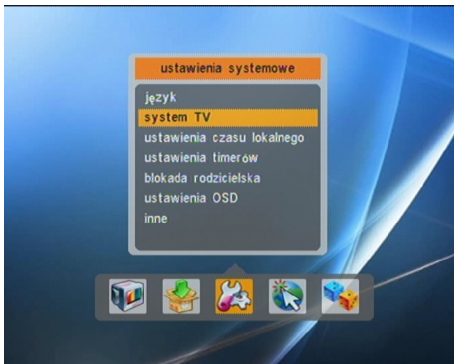 ustawienia systemowe
język
system TV
ustawienia czasu lokalnego
ustawienia timerów
blokada rodzicielska
ustawienia OSD
inne